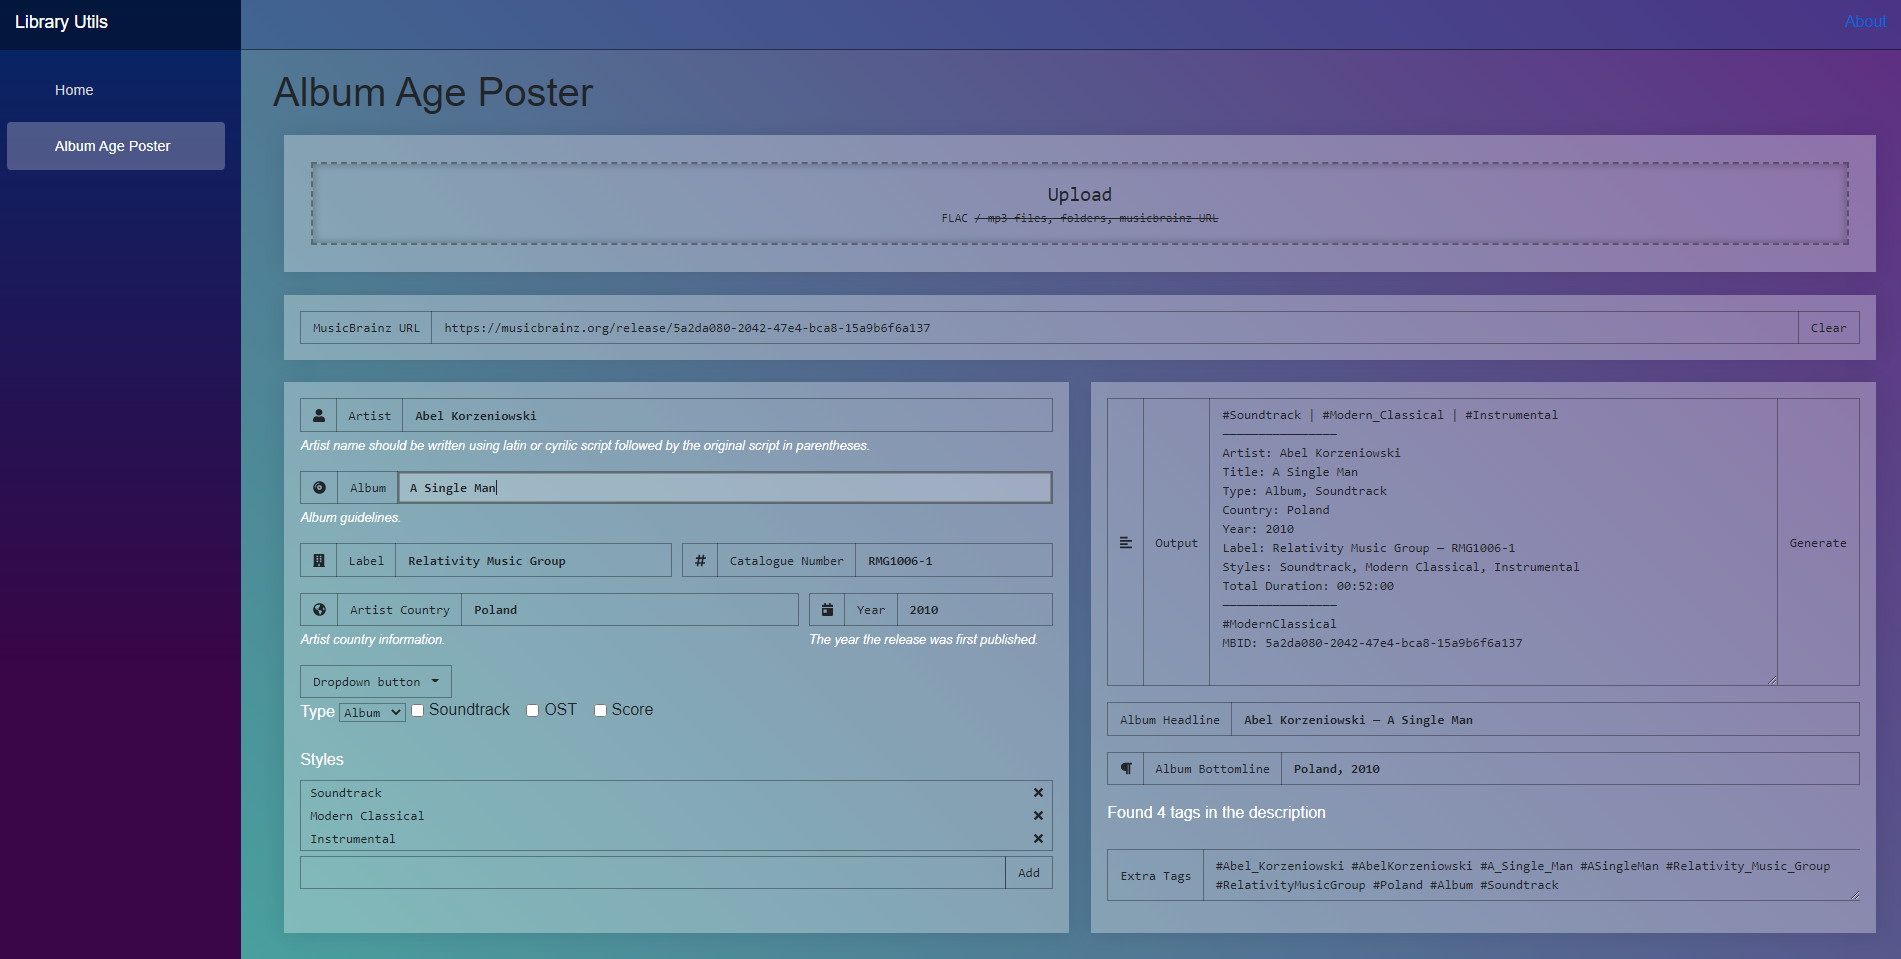 Library Utils
About
Home
Album Age Poster
Album Age Poster
Upload
FLAC / mp3 files, folders, musicbrainz URL
MusicBrainz URL https://musicbrainz.org/release/5a2da080-2042-47e4-bca8-15a9b6f6a137 Clear
Artist Abel Korzeniowski
Artist name should be written using latin or cyrilic script followed by the original script in parentheses.
Album A Single Man
Album guidelines.
Label Relativity Music Group # Catalogue Number RMG1006-1
Artist Country Poland Year 2010
Artist country information. The year the release was first published.
Dropdown button
Type Album Soundtrack OST Score
Styles
Soundtrack
Modern Classical
Instrumental
Add
#Soundtrack | #Modern_Classical | #Instrumental
————————————————
Artist: Abel Korzeniowski
Title: A Single Man
Type: Album, Soundtrack
Country: Poland
Year: 2010
Output Label: Relativity Music Group — RMG1006-1 Generate
Styles: Soundtrack, Modern Classical, Instrumental
Total Duration: 00:52:00
————————————————
#ModernClassical
MBID: 5a2da080-2042-47e4-bca8-15a9b6f6a137
Album Headline Abel Korzeniowski — A Single Man
¶ Album Bottomline Poland, 2010
Found 4 tags in the description
Extra Tags #Abel_Korzeniowski #AbelKorzeniowski #A_Single_Man #ASingleMan #Relativity_Music_Group
#RelativityMusicGroup #Poland #Album #Soundtrack